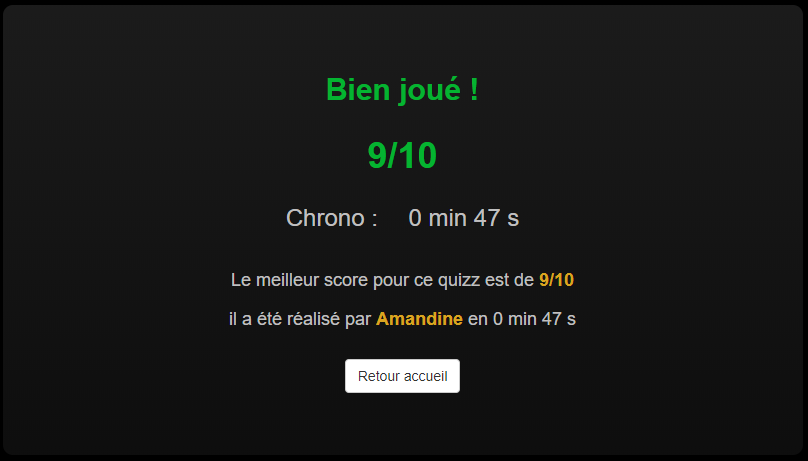 Bien joué !
9/10
Chrono : 0 min 47 s
Le meilleur score pour ce quizz est de 9/10
il a été réalisé par Amandine en 0 min 47 s
Retour accueil